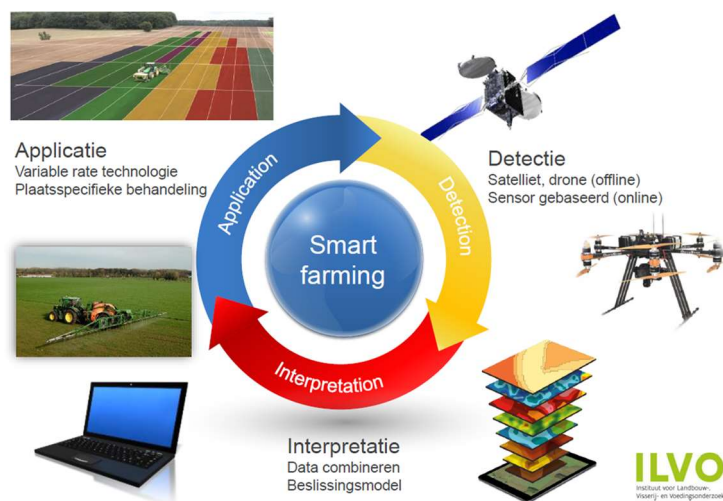 Applicatie
Variable rate technologie
Plaatsspecifieke behandeling
Detectie
Satelliet, drone (offline)
Sensor gebaseerd (online)
Application
Detection
Smart
farming
Interpretation
Interpretatie
Data combineren
Beslissingsmodel
ILVO
Instituut voor Landbouw-,
Visserij- en Voedingsonderzoek